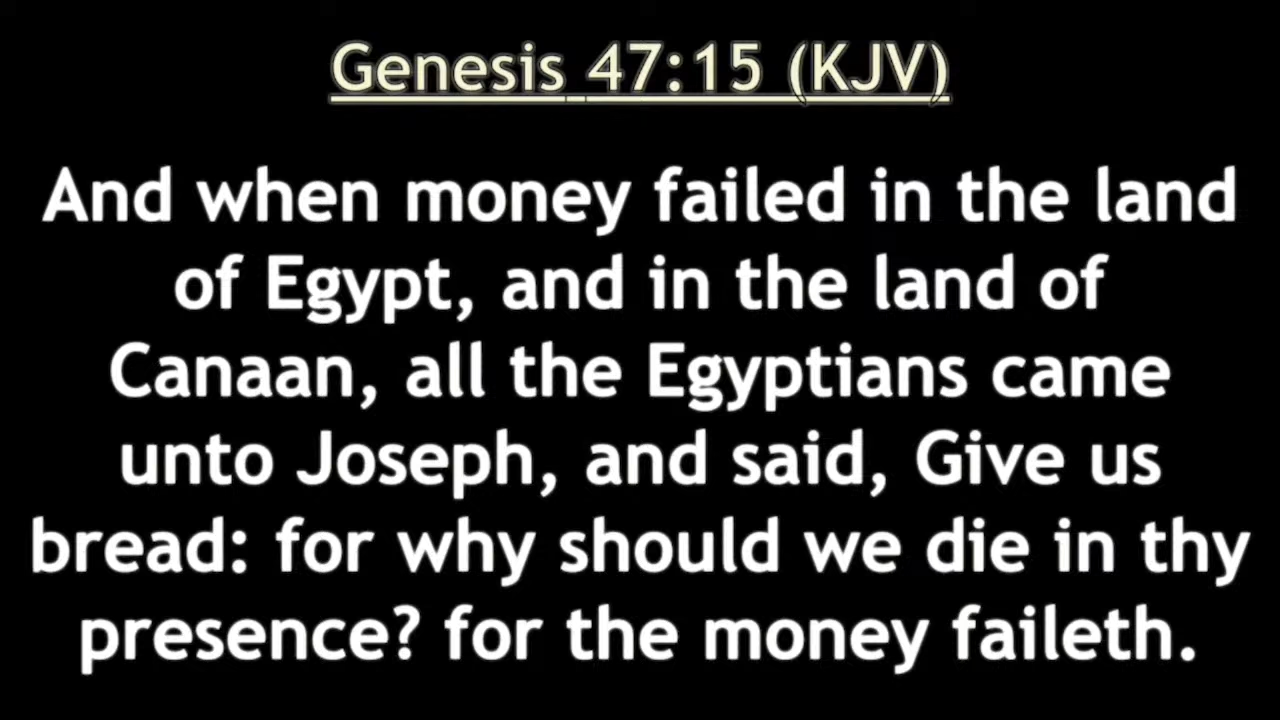 Genesis 47:15 (KJV)
And when money failed in the land
of Egypt, and in the land of
Canaan, all the Egyptians came
unto Joseph, and said, Give us
bread: for why should we die in thy
presence? for the money faileth.